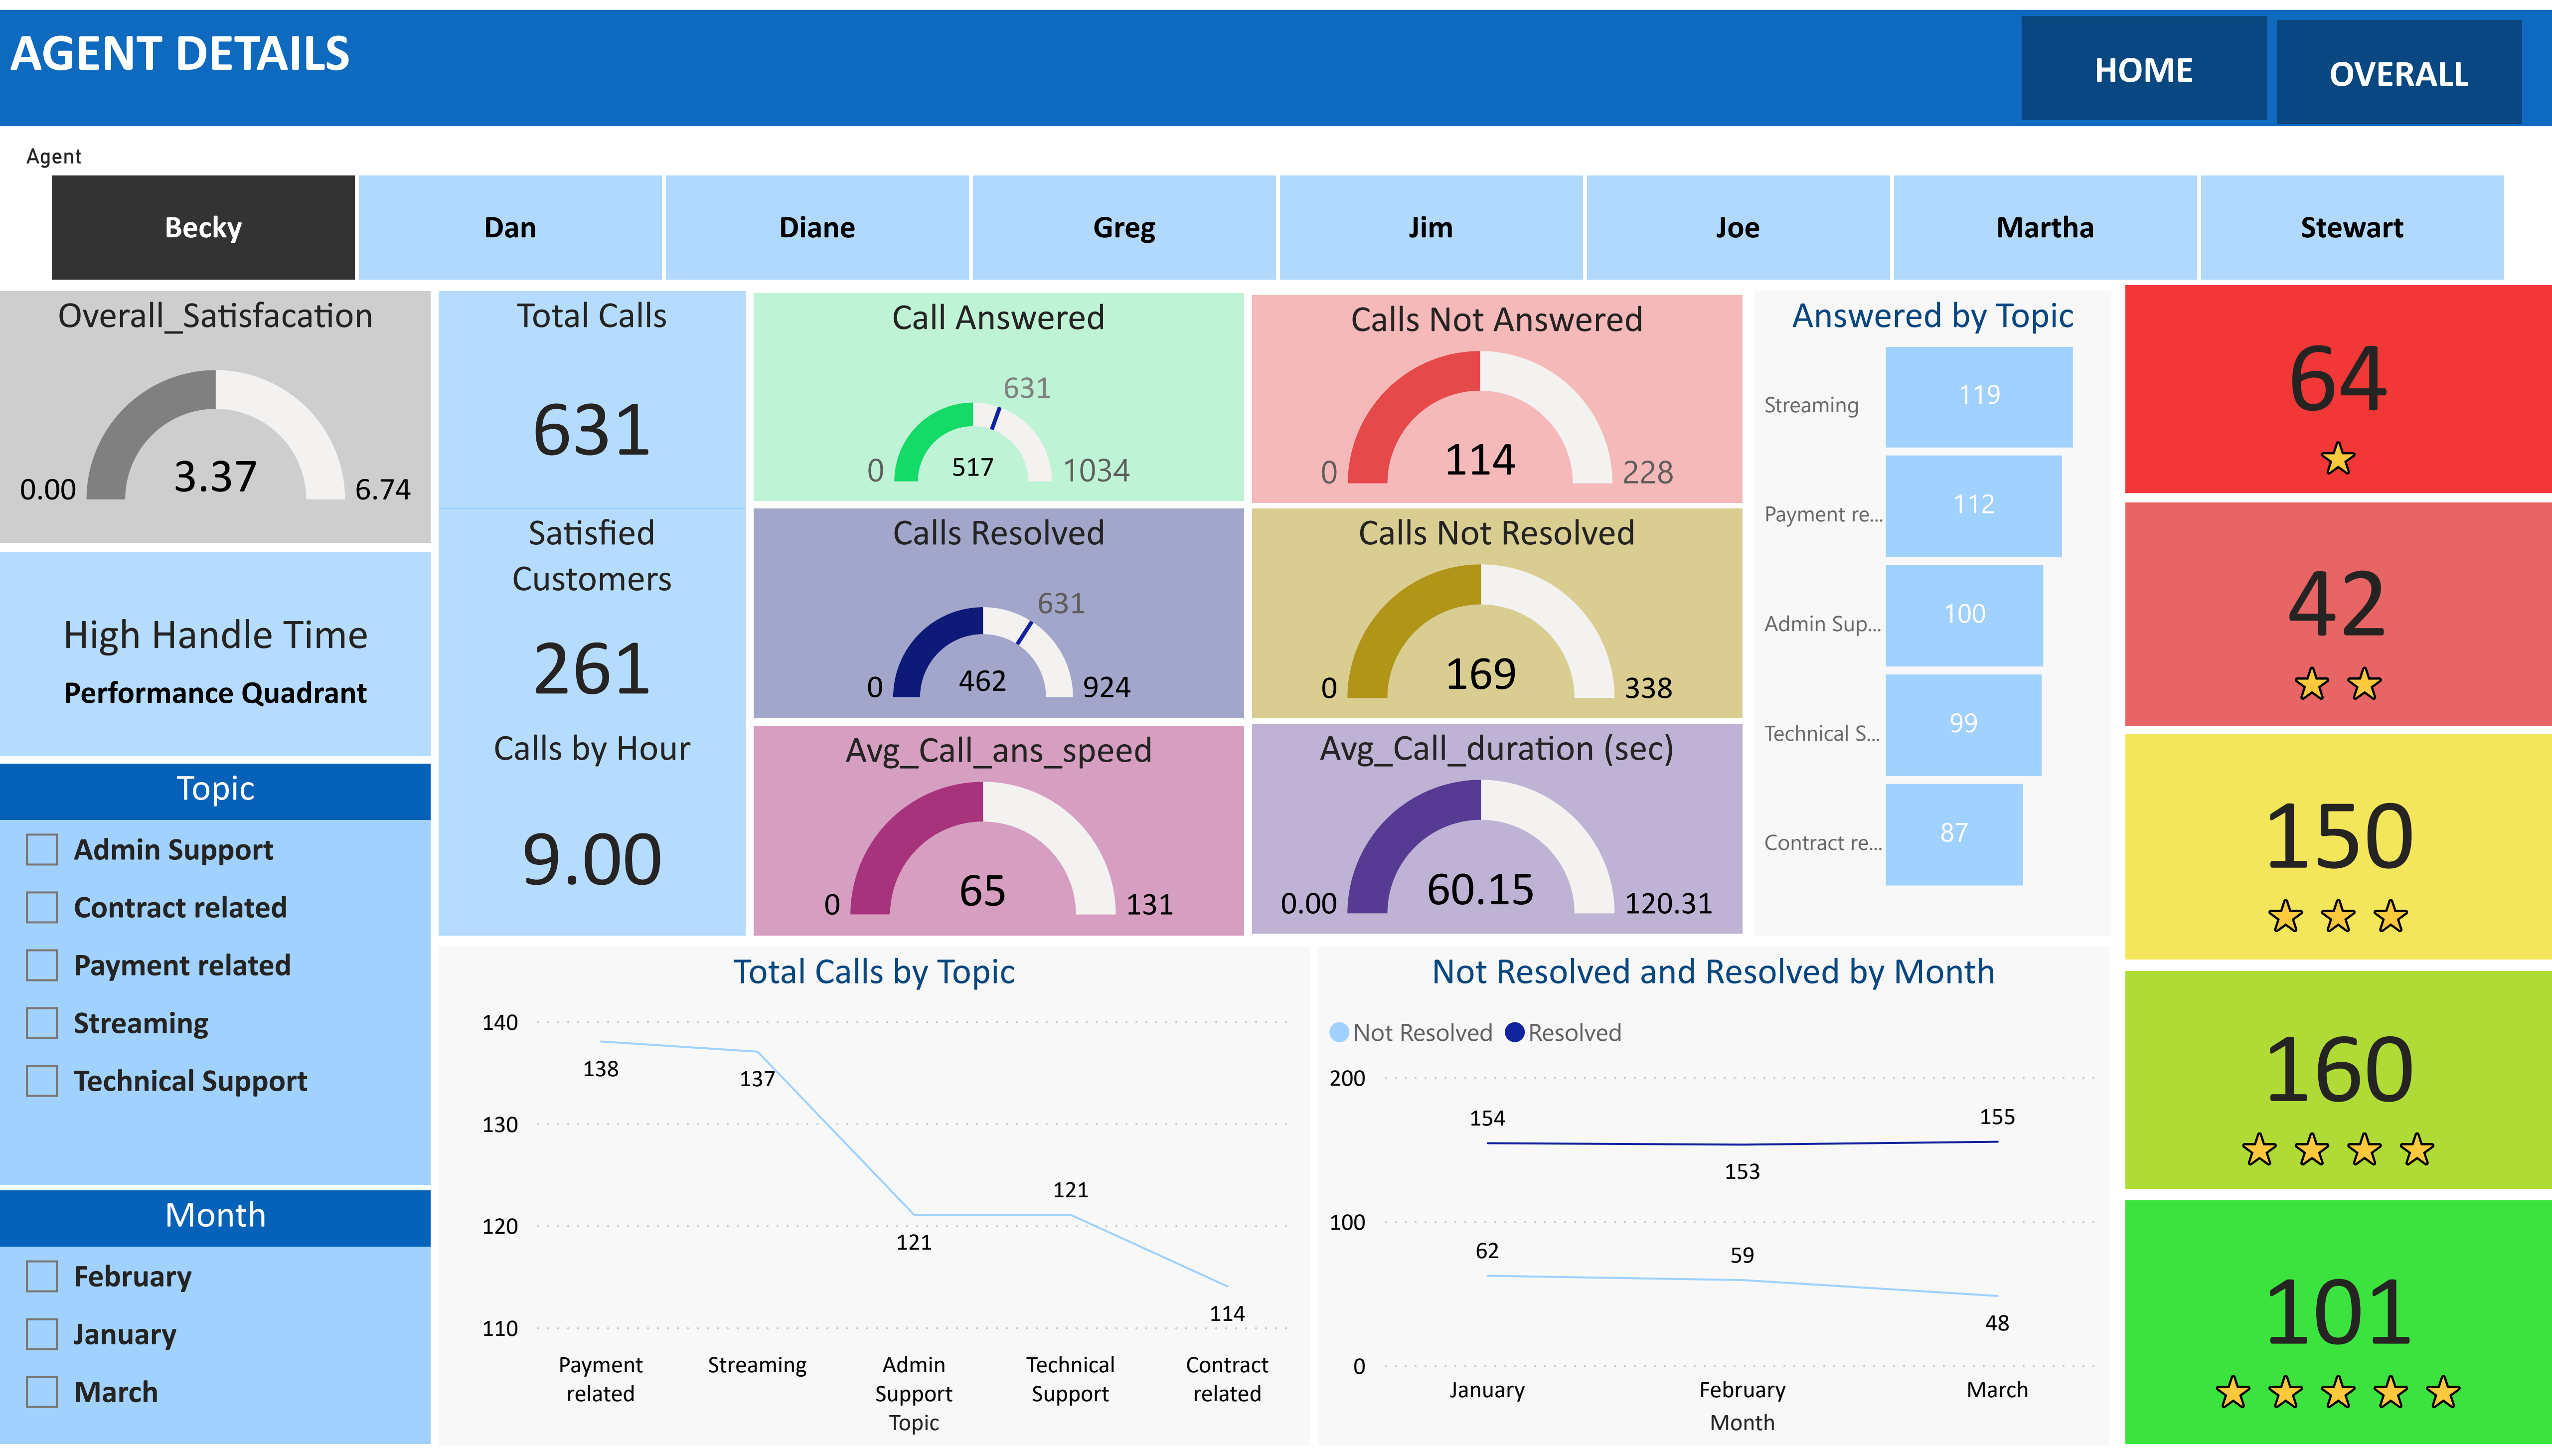 AGENT DETAILS
HOME
OVERALL
Agent
Becky
Dan
Diane
Greg
Jim
Joe
Martha
Stewart
Overall_Satisfacation
3.37
0.00
6.74
High Handle Time
Performance Quadrant
Topic
Admin Support
Contract related
Payment related
Streaming
Technical Support
Month
February
January
March
Total Calls
631
Satisfied
Customers
261
Calls by Hour
9.00
Call Answered
631
0
517
1034
Calls Not Answered
0
114
228
Calls Resolved
631
0
462
924
Calls Not Resolved
0
169
338
Avg_Call_ans_speed
0
65
131
Avg_Call_duration (sec)
0.00
60.15
120.31
Answered by Topic
Streaming
119
Payment re...
112
Admin Sup...
100
Technical S...
99
Contract re...
87
64
42
150
160
101
Total Calls by Topic
140
130
120
110
138
137
121
121
114
Payment
related
Streaming
Admin
Support
Technical
Support
Contract
related
Topic
Not Resolved and Resolved by Month
Not Resolved
Resolved
200
100
0
154
153
155
62
59
48
January
February
March
Month